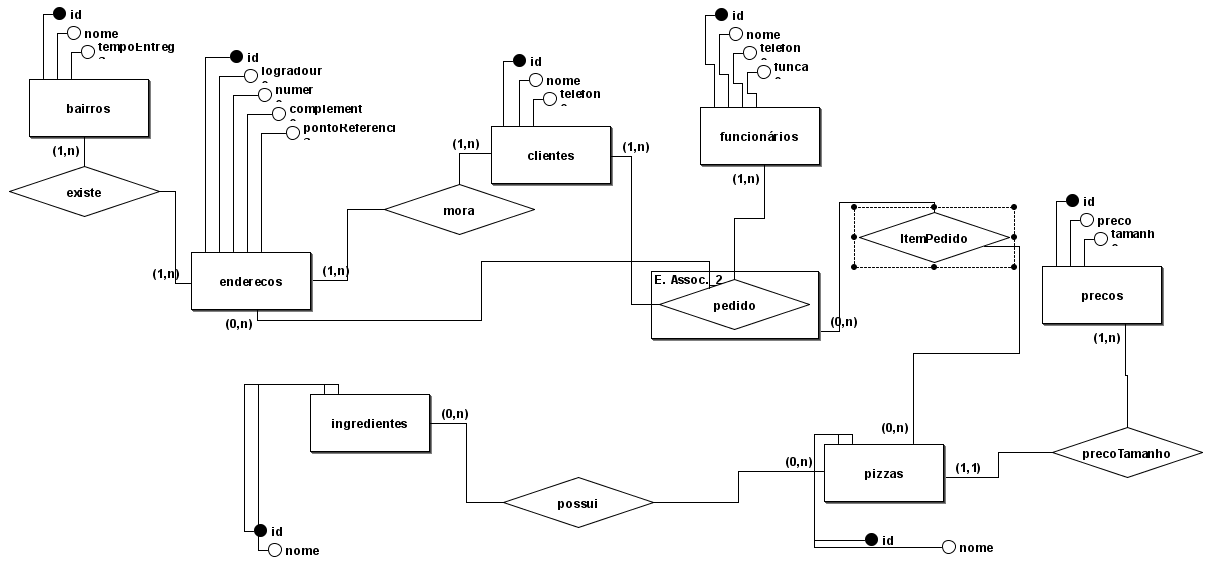 id
nome
tempoEntreg
bairros
(1,n)
existe
(1,n)
id
logradour
numer
complement
pontoReferenci
enderecos
(1,n)
(0,n)
mora
(1,n)
id
nome
telefon
clientes
(1,n)
id
nome
telefon
funca
funcionários
(1,n)
E. Assoc._2
pedido
(0,n)
ItemPedido
id
preco
tamanh
precos
(1,n)
precoTamanho
(1,1)
(0,n)
(0,n)
pizzas
id
nome
possui
(0,n)
ingredientes
id
nome